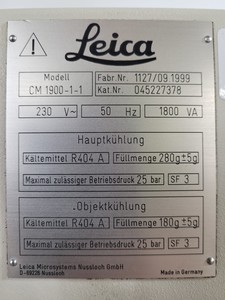 Leica
Modell Fabr.Nr. 1127/09.1999
CM 1900-1-1 Kat.Nr. 045227378
230 V~ 50 Hz 1800 VA
Hauptkühlung
Kältemittel R404 A Füllmenge 280g±5g
Maximal zulässiger Betriebsdruck 25 bar SF 3
Objektkühlung
Kältemittel R404 A Füllmenge 180g±5g
Maximal zulässiger Betriebsdruck 25 bar SF 3
Leica Microsystems Nussloch GmbH
D-69226 Nussloch Made in Germany